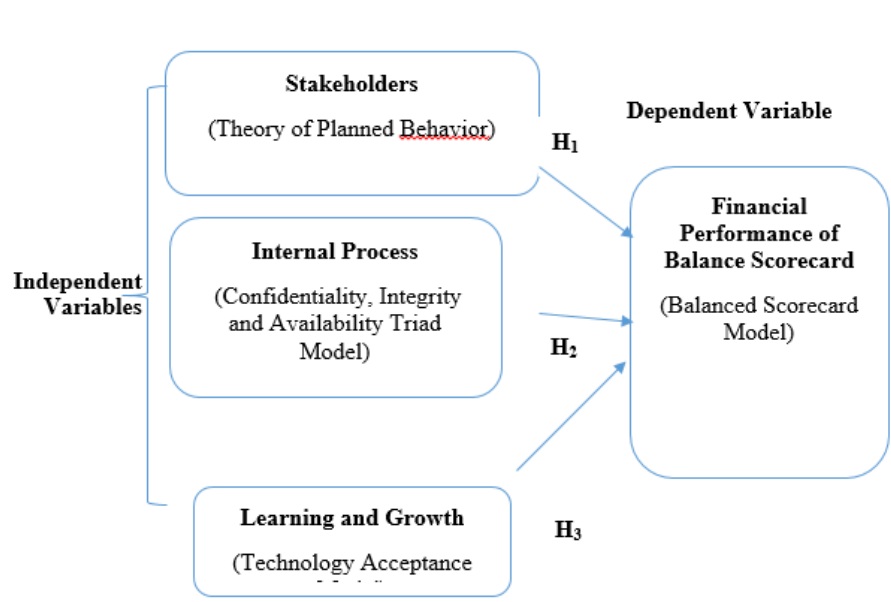 Stakeholders
(Theory of Planned Behavior)
Dependent Variable
H1
Financial
Performance of
Balance Scorecard
(Balanced Scorecard
Model)
Internal Process
(Confidentiality, Integrity
and Availability Triad
Model)
Independent
Variables
H2
Learning and Growth
(Technology Acceptance
H3